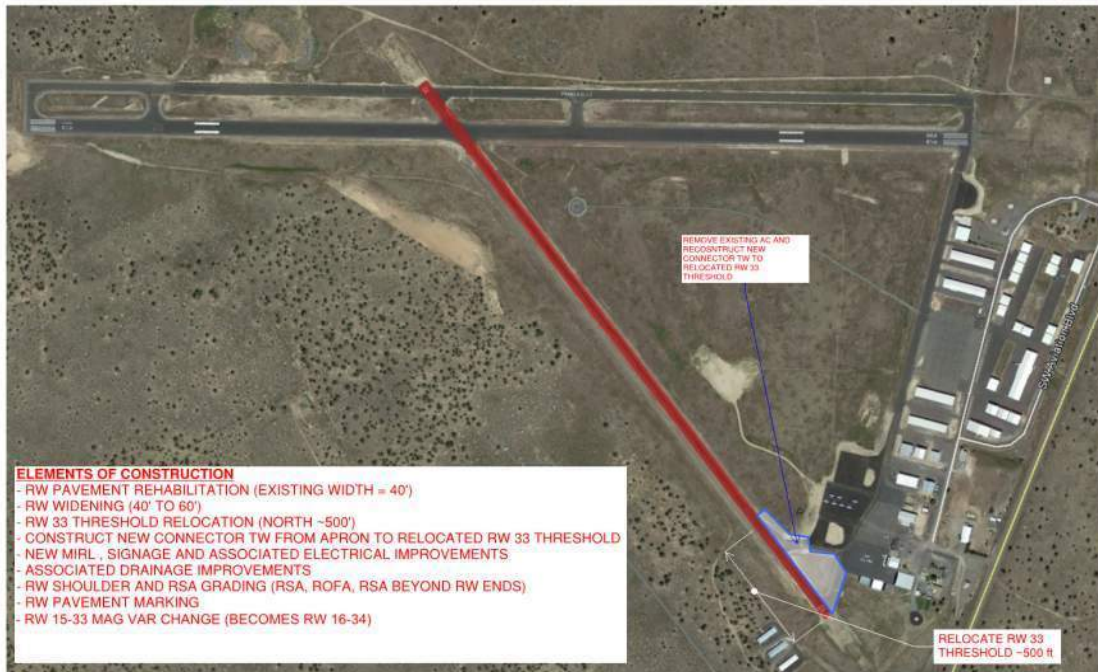 REMOVE EXISTING AC AND
RECOSNTRUCT NEW
CONNECTOR TW TO
RELOCATED RW 33
THRESHOLD
SW Aviation Blvd
ELEMENTS OF CONSTRUCTION
- RW PAVEMENT REHABILITATION (EXISTING WIDTH = 40')
- RW WIDENING (40' TO 60')
- RW 33 THRESHOLD RELOCATION (NORTH ~500')
- CONSTRUCT NEW CONNECTOR TW FROM APRON TO RELOCATED RW 33 THRESHOLD
- NEW MIRL , SIGNAGE AND ASSOCIATED ELECTRICAL IMPROVEMENTS
- ASSOCIATED DRAINAGE IMPROVEMENTS
- RW SHOULDER AND RSA GRADING (RSA, ROFA, RSA BEYOND RW ENDS)
- RW PAVEMENT MARKING
- RW 15-33 MAG VAR CHANGE (BECOMES RW 16-34)
RELOCATE RW 33
THRESHOLD ~500 ft